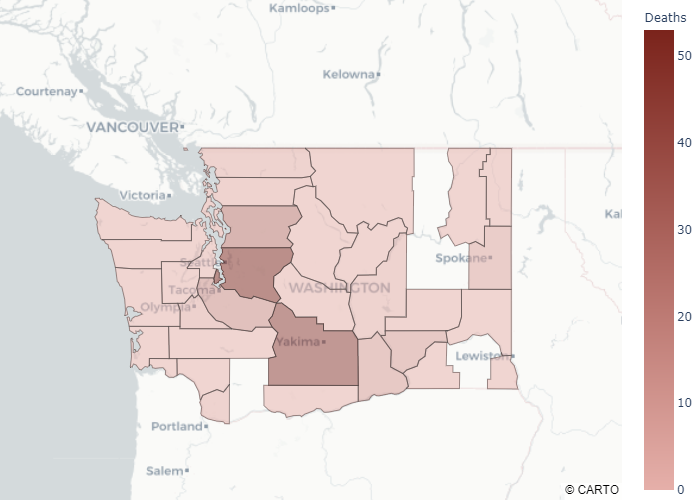 Kamloops
Deaths
Kelowna
50
Courtenay
VANCOUVER
40
Victoria
Kal
30
Seattle
Spokane
Tacoma
WASHINGTON
Olympia
20
Yakima
Lewiston
10
Portland
Salem
© CARTO
0